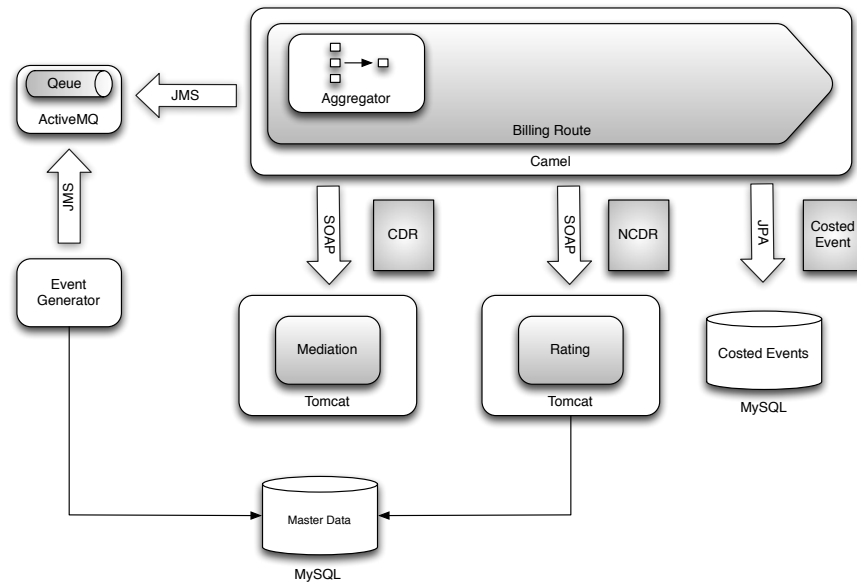 Qeue
ActiveMQ
JMS
Aggregator
Billing Route
Camel
JMS
SOAP
CDR
SOAP
NCDR
JPA
Costed
Event
Event
Generator
Mediation
Tomcat
Rating
Tomcat
Costed Events
MySQL
Master Data
MySQL